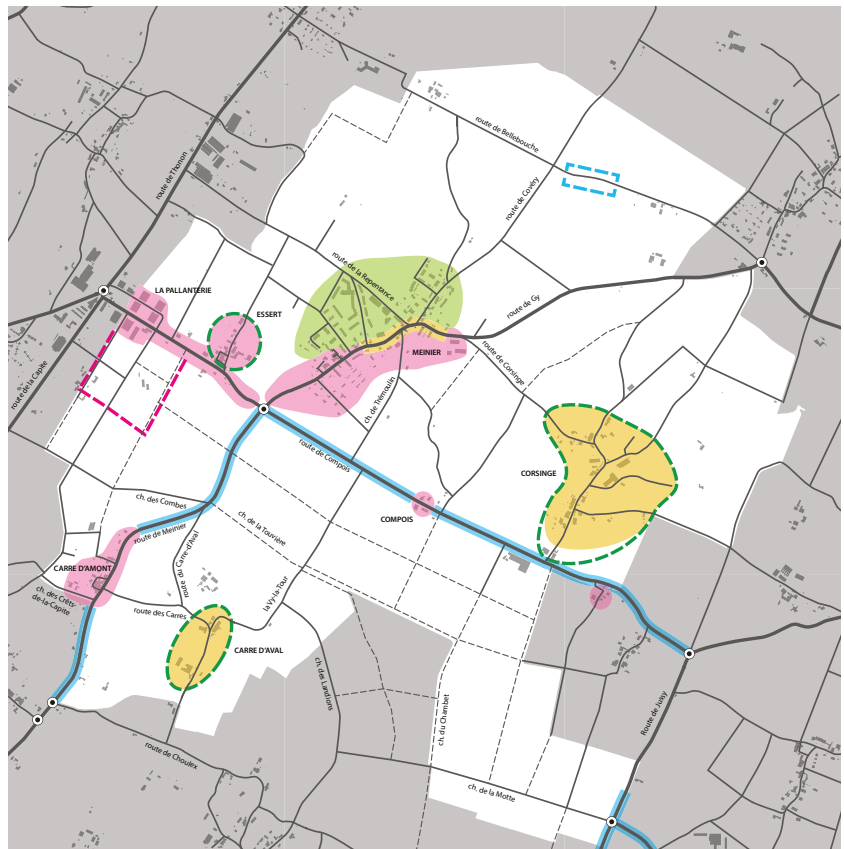 route de Bellebouche
route de Thonon
route de Covéry
route de la Repentance
LA PALLANTERIE
ESSERT
route de Gy
MEINIER
route de Corsinge
route de la Capite
ch. de Trémoulin
route de Compois
CORSINGE
ch. des Combes
COMPOIS
ch. de la Touvière
route de Meinier
route du Carre-d'Aval
CARRE D'AMONT
ch. des Crêts-
de-la-Capite
la Vy-la-Tour
route des Carres
CARRE D'AVAL
ch. des Landions
ch. du Chambet
Route de Jussy
route de Choulex
ch. de la Motte